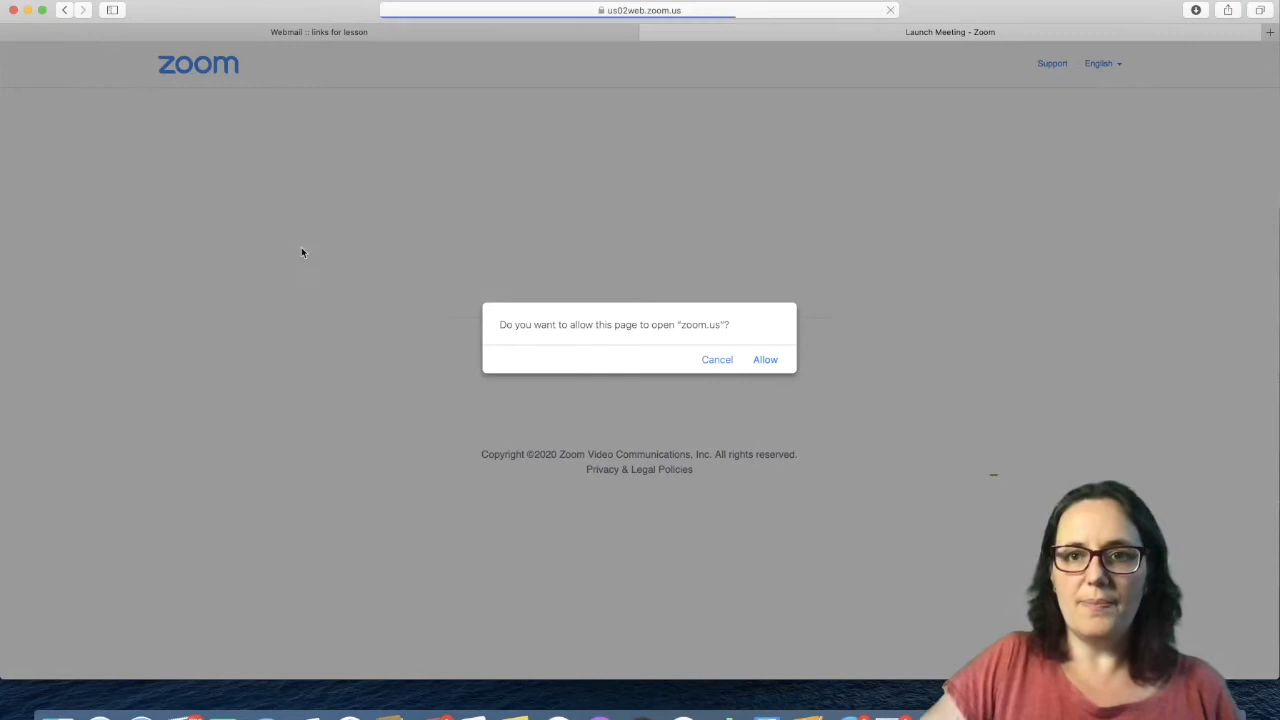 us02web.zoom.us
Webmail :: links for lesson
Launch Meeting - Zoom
zoom
Support
English
Do you want to allow this page to open “zoom.us”?
Cancel
Allow
Copyright ©2020 Zoom Video Communications, Inc. All rights reserved.
Privacy & Legal Policies